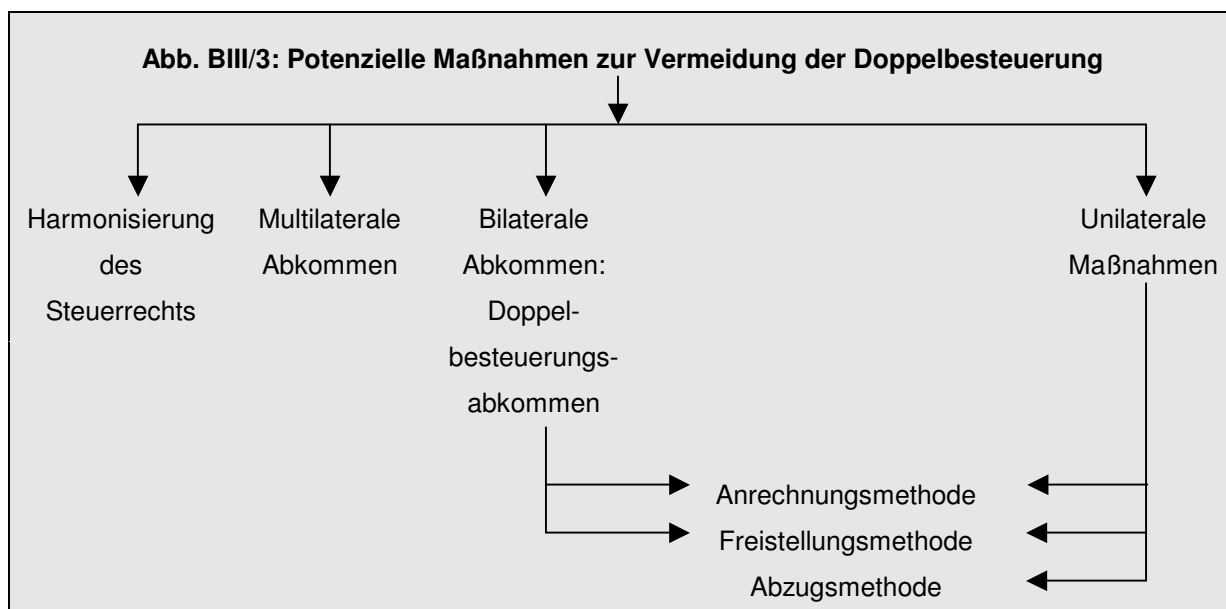 Abb. BIII/3: Potenzielle Maßnahmen zur Vermeidung der Doppelbesteuerung
Harmonisierung
des
Steuerrechts
Multilaterale
Abkommen
Bilaterale
Abkommen:
Doppel-
besteuerungs-
abkommen
Unilaterale
Maßnahmen
Anrechnungsmethode
Freistellungsmethode
Abzugsmethode